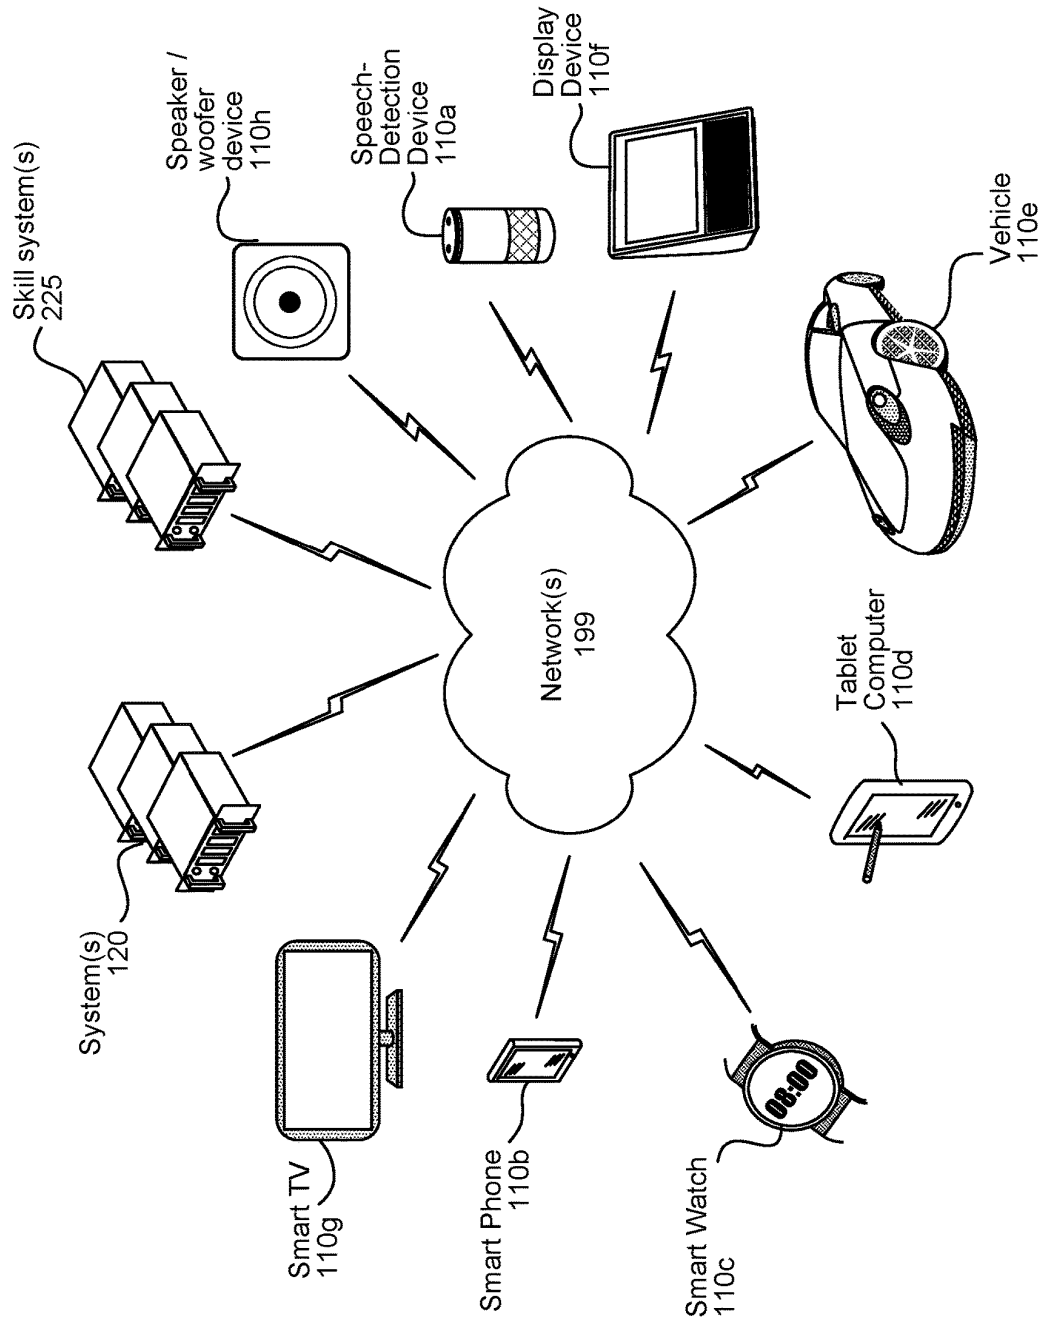 System(s)
120
Skill system(s)
225
Smart TV
110g
Speaker /
woofer
device
110h
Smart Phone
110b
Network(s)
199
Speech-
Detection
Device
110a
Display
Device
110f
Smart Watch
110c
08:00
Tablet
Computer
110d
Vehicle
110e